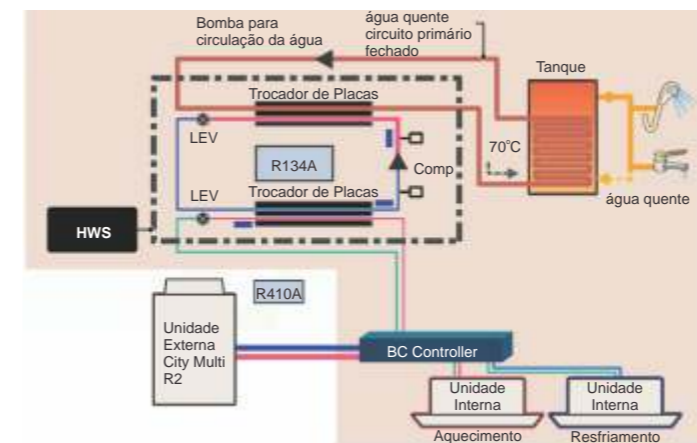 Bomba para
circulação da água
água quente
circuito primário
fechado
Tanque
Trocador de Placas
LEV
R134A
70°C
Comp
LEV
Trocador de Placas
água quente
HWS
R410A
Unidade
Externa
City Multi
R2
BC Controller
Unidade
Interna
Unidade
Interna
Aquecimento
Resfriamento